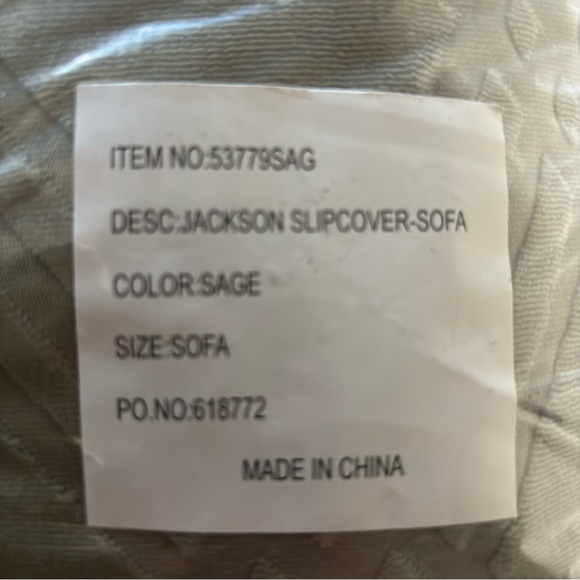 ITEM NO:53779SAG
DESC:JACKSON SLIPCOVER-SOFA
COLOR:SAGE
SIZE:SOFA
PO.NO:618772
MADE IN CHINA